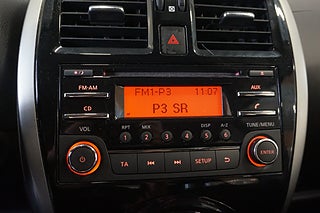 FM-AM
CD
FM1-P3 11:07
P3 SR
AUX
VOL
RPT MIX DISP A-Z
1 2 3 4 5 6
TUNE/MENU
TA
SETUP
ENTER